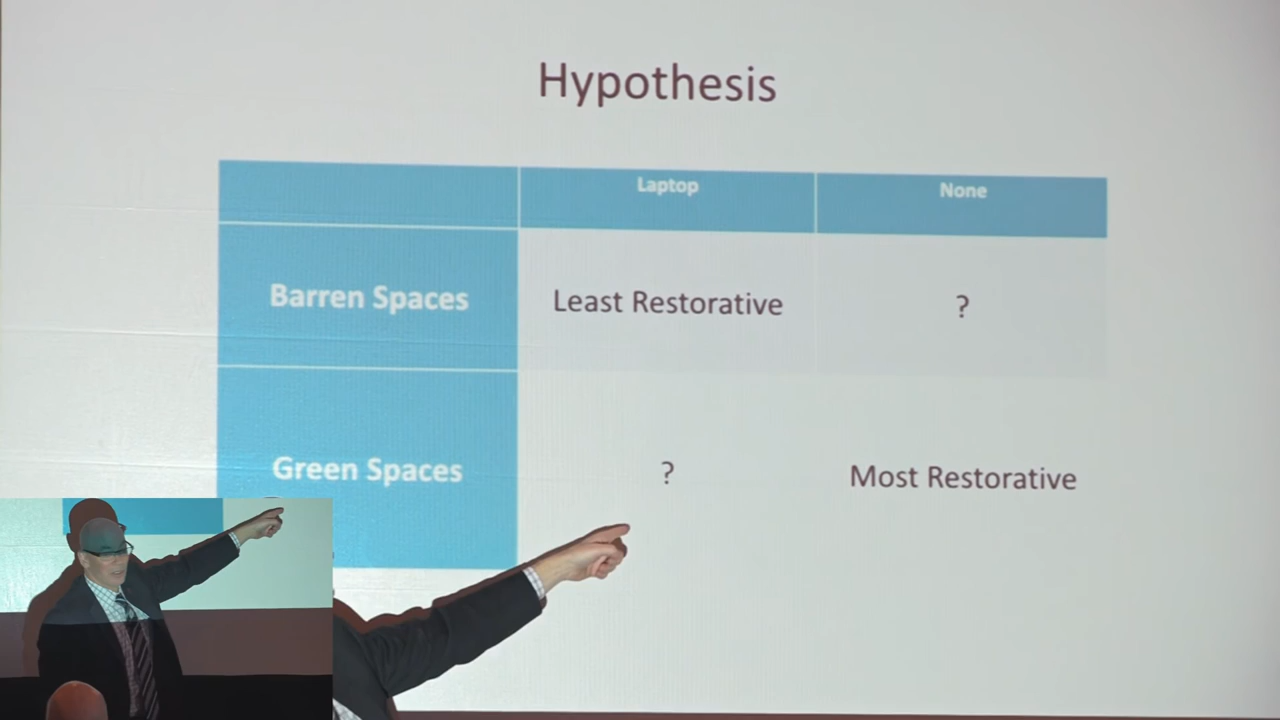 Hypothesis
Laptop None
Barren Spaces Least Restorative ?
Green Spaces ? Most Restorative